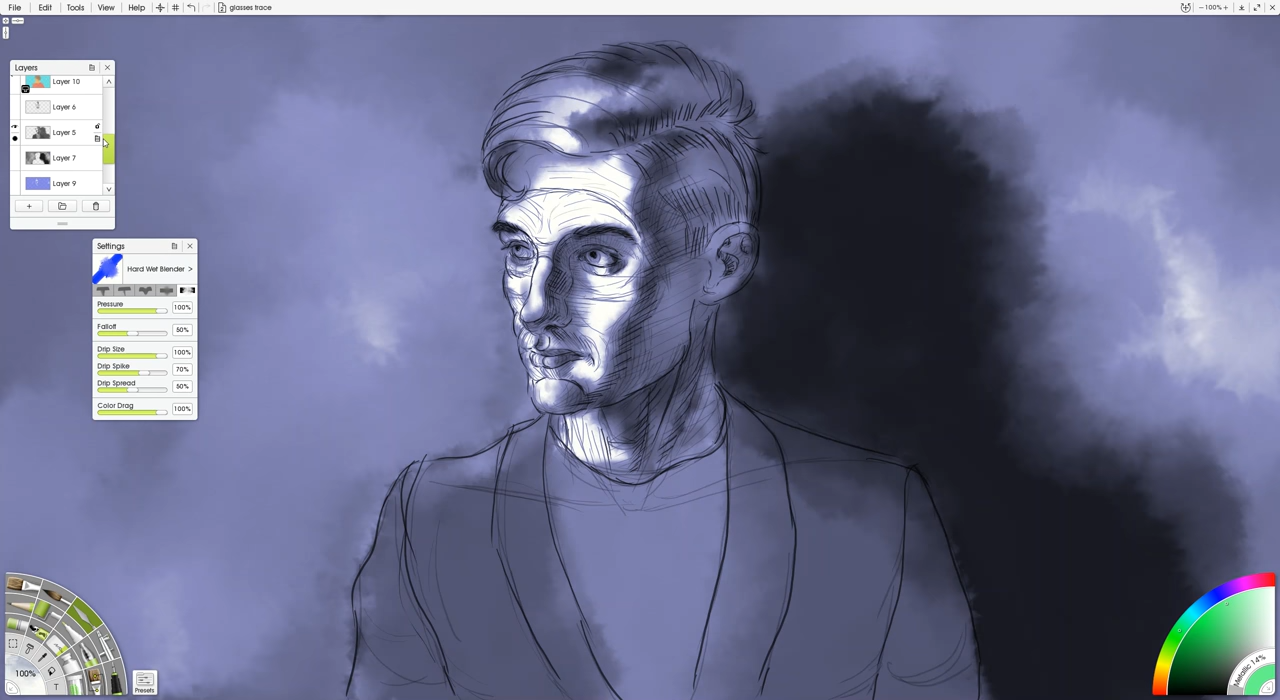 File Edit Tools View Help glasses trace −100%+
Layers
Layer 10
Layer 6
Layer 5
Layer 7
Layer 9
+
Settings
Hard Wet Blender >
Pressure 100%
Falloff 50%
Drip Size 100%
Drip Spike 70%
Drip Spread 50%
Color Drag 100%
100%
T
Presets
Metallic 14%